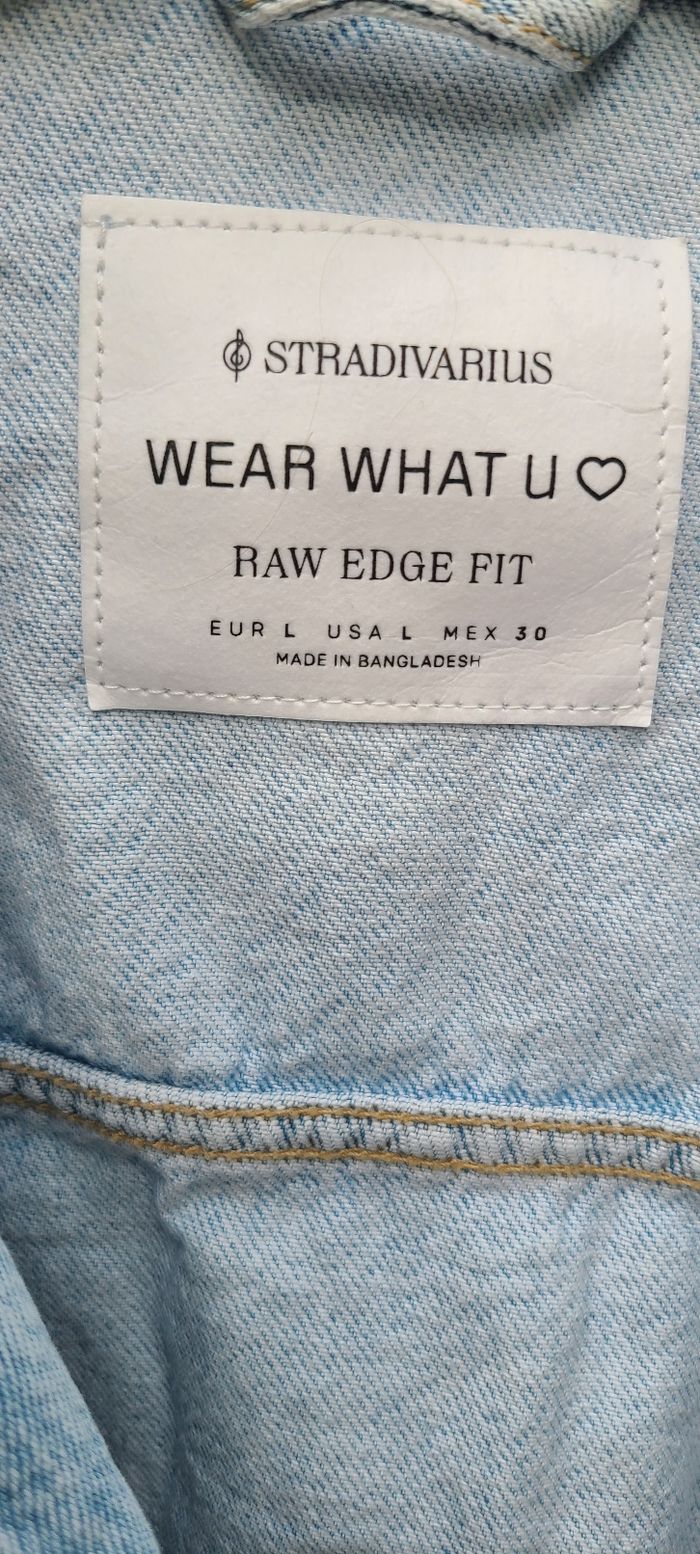 STRADIVARIUS
WEAR WHAT U ♡
RAW EDGE FIT
EUR L USA L MEX 30
MADE IN BANGLADESH